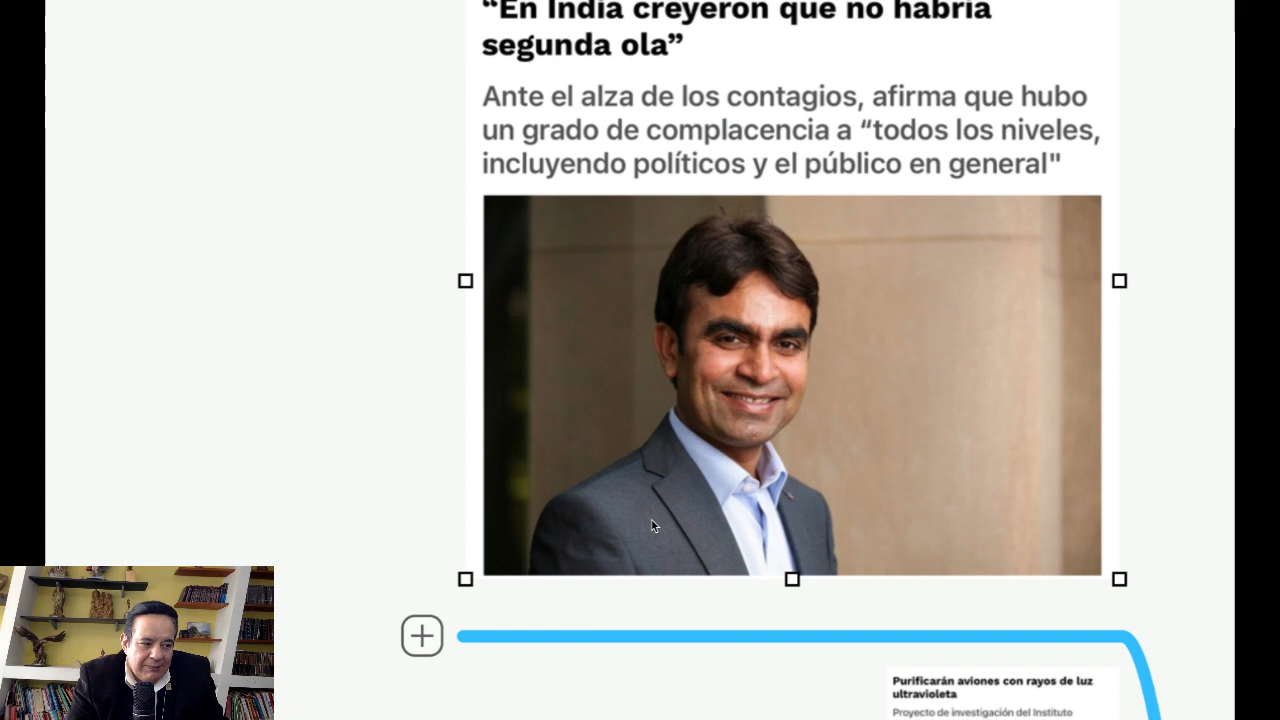 “En India creyeron que no habría
segunda ola”
Ante el alza de los contagios, afirma que hubo
un grado de complacencia a “todos los niveles,
incluyendo políticos y el público en general"
Purificarán aviones con rayos de luz
ultravioleta
Proyecto de investigación del Instituto